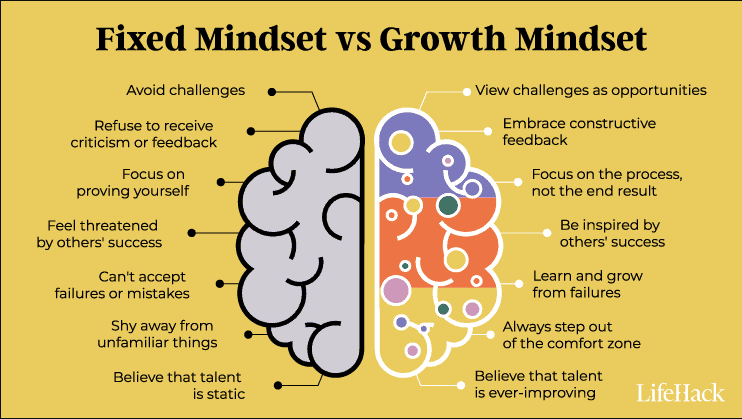 Fixed Mindset vs Growth Mindset
Avoid challenges
Refuse to receive
criticism or feedback
Focus on
proving yourself
Feel threatened
by others' success
Can't accept
failures or mistakes
Shy away from
unfamiliar things
Believe that talent
is static
View challenges as opportunities
Embrace constructive
feedback
Focus on the process,
not the end result
Be inspired by
others' success
Learn and grow
from failures
Always step out
of the comfort zone
Believe that talent
is ever-improving
LifeHack